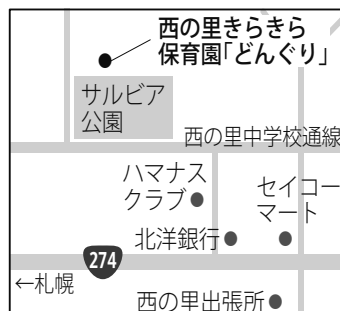 西の里きらきら
保育園「どんぐり」
サルビア
公園
西の里中学校通線
ハマナス
クラブ
セイコー
マート
北洋銀行
274
←札幌
西の里出張所